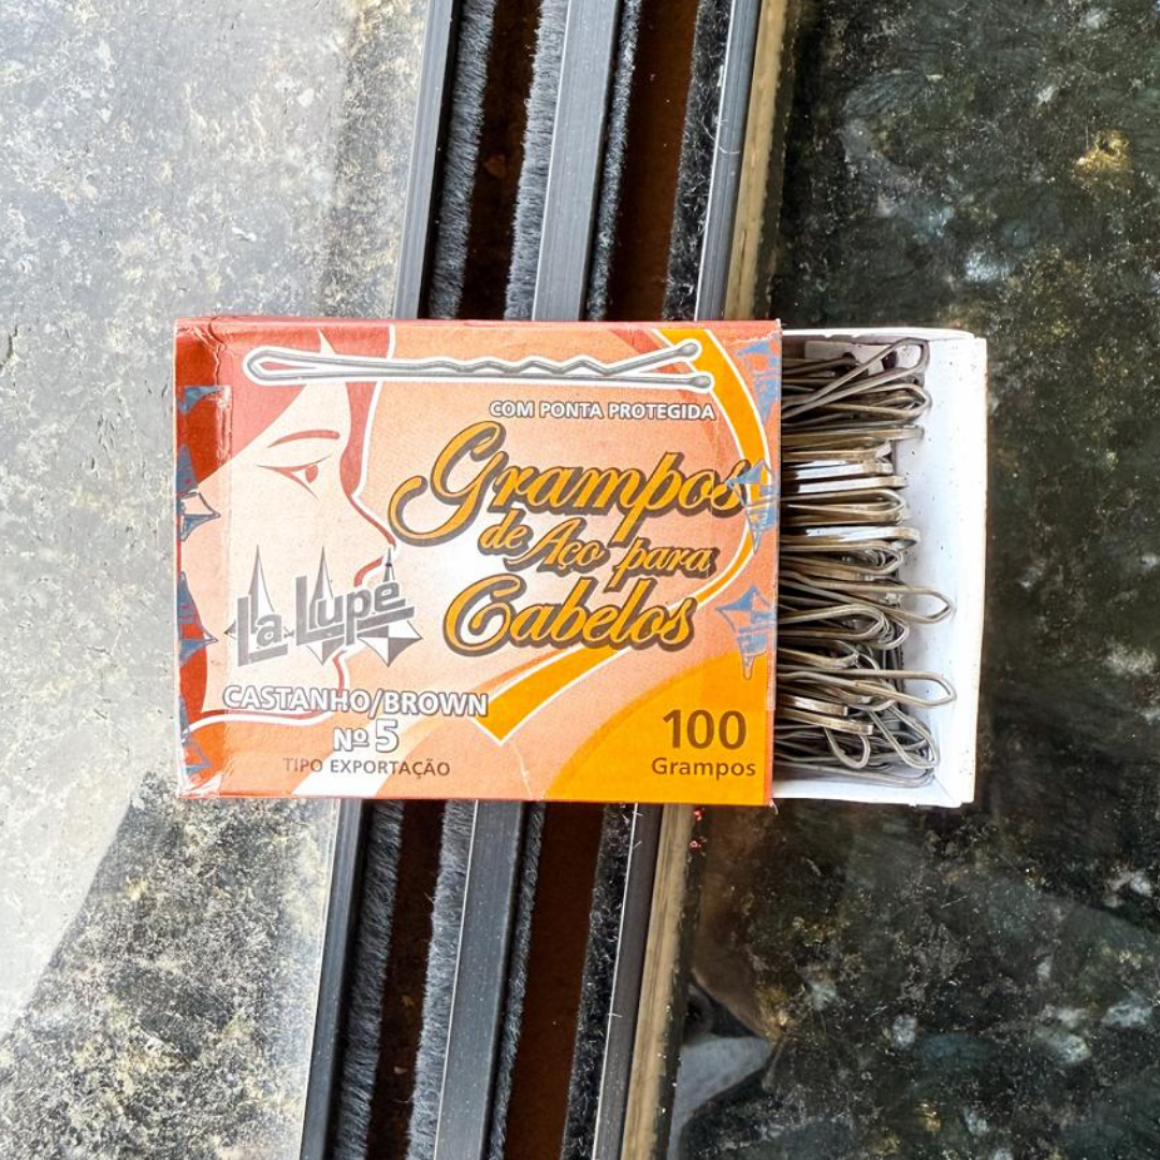 COM PONTA PROTEGIDA
Grampos
de Aço para
Cabelos
La Lupe
CASTANHO/BROWN
Nº 5
TIPO EXPORTAÇÃO
100
Grampos